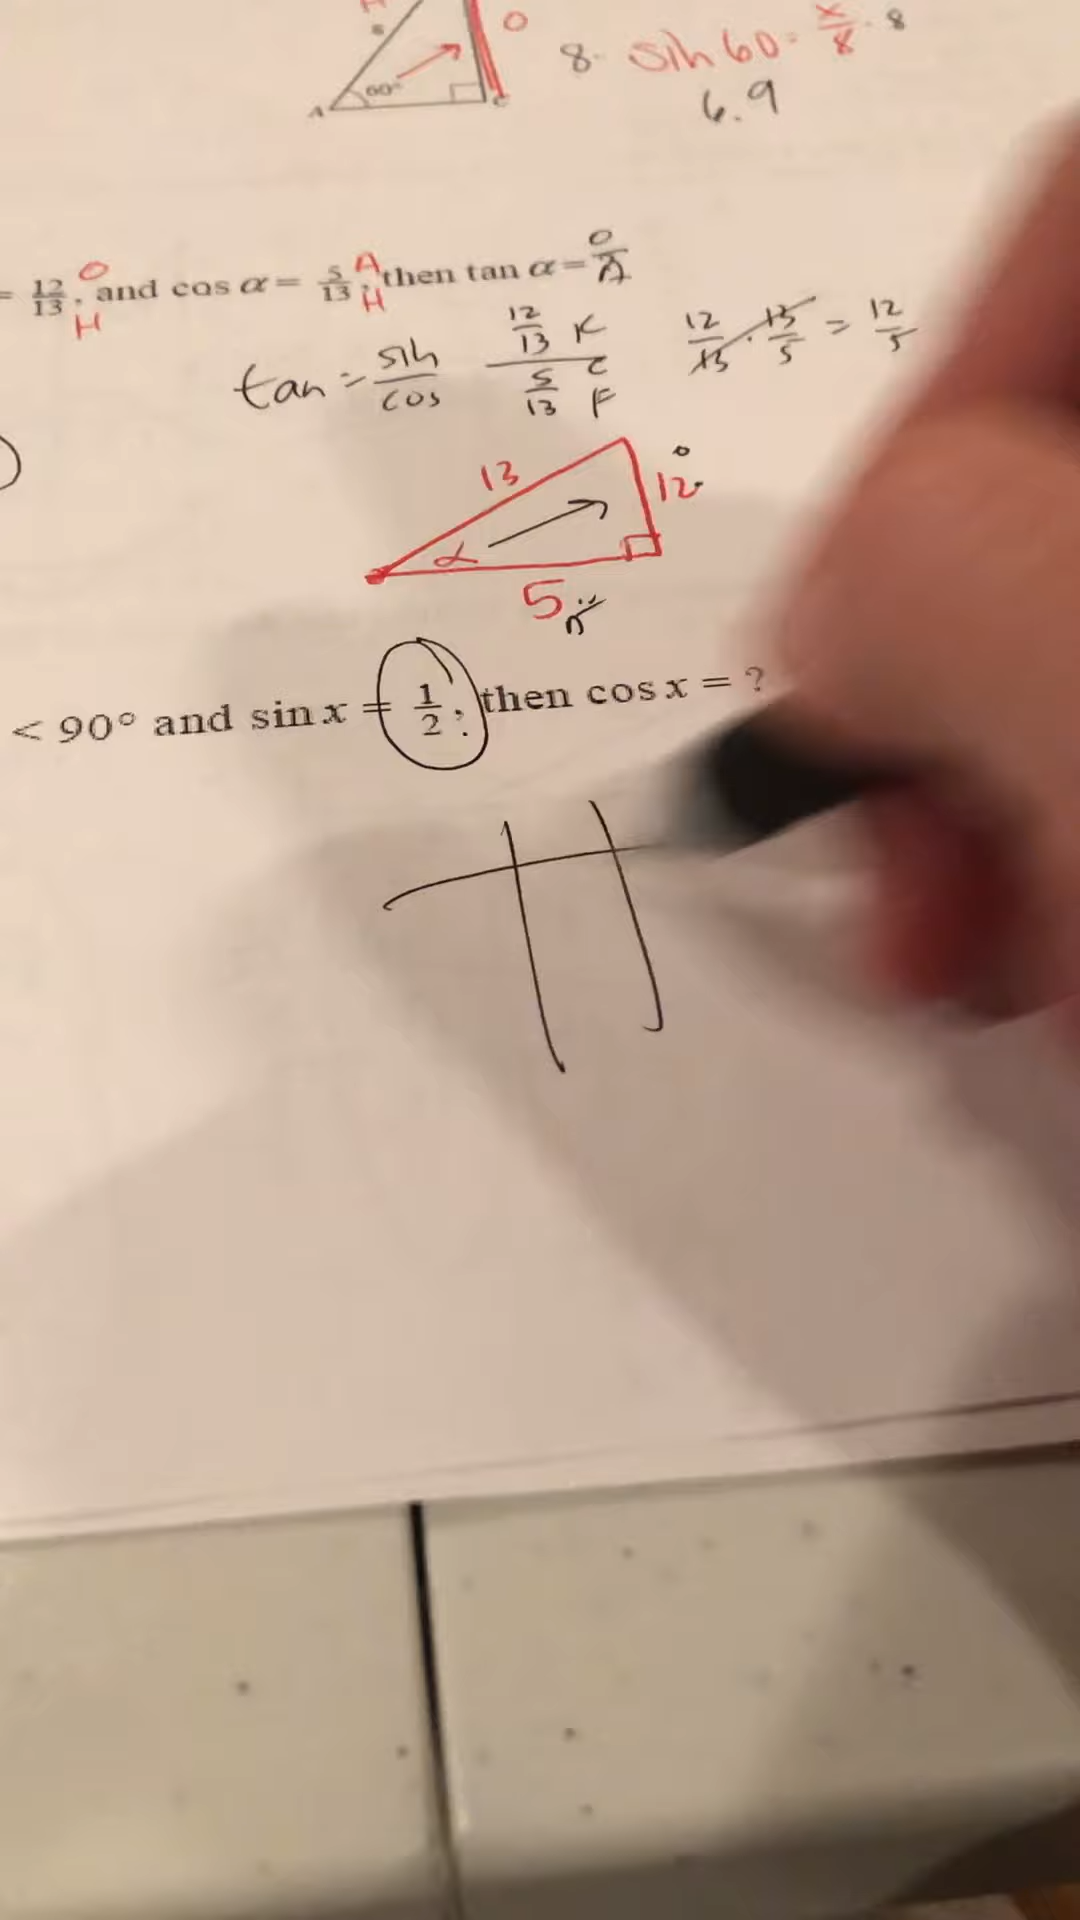 H O
8. sin 60 = x/8 . 8
60°
A C
6.9
= 12/13, and cos α = 5/13, then tan α = O/A
O H A H
tan = sin/cos 12/13 K 12/13 . 13/5 = 12/5
5/13 C F
13 12 O
α
5
< 90° and sin x = 1/2, then cos x = ?